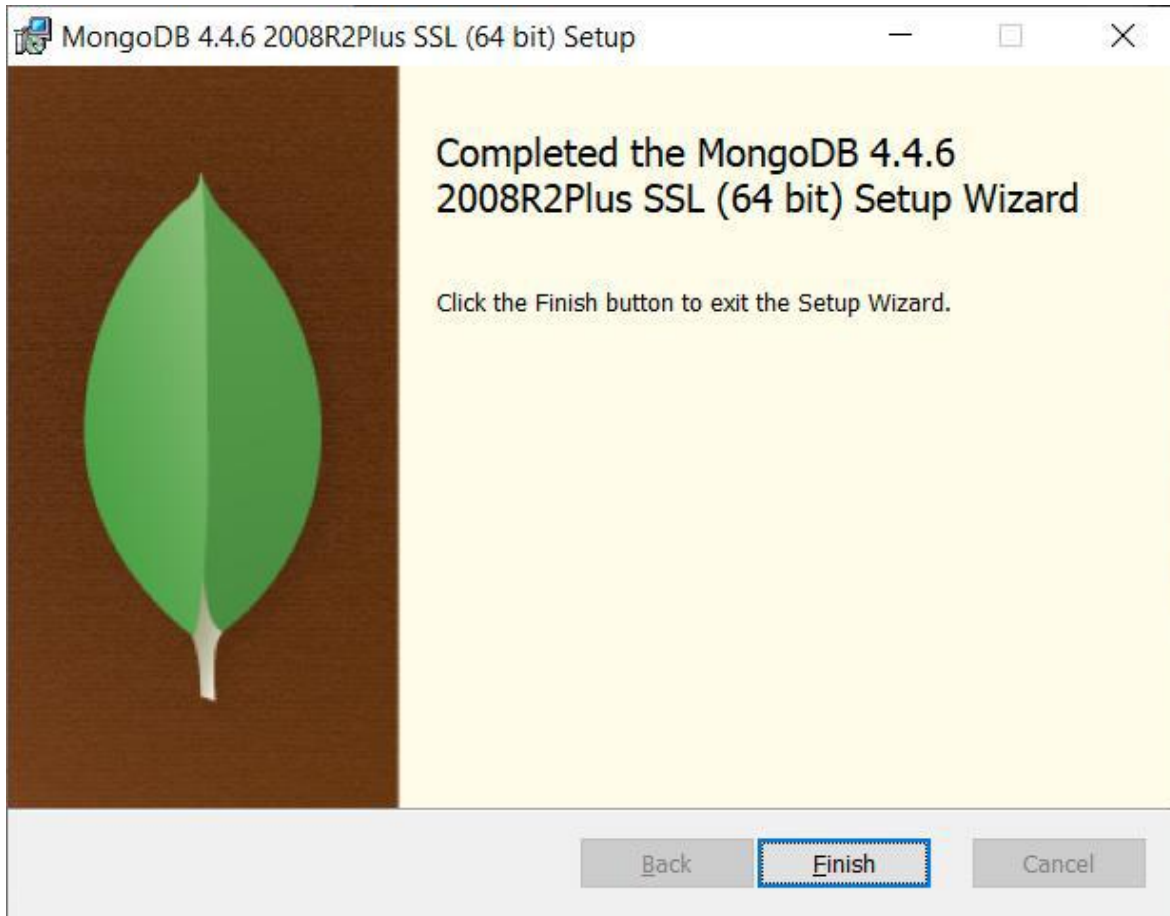 MongoDB 4.4.6 2008R2Plus SSL (64 bit) Setup
Completed the MongoDB 4.4.6
2008R2Plus SSL (64 bit) Setup Wizard
Click the Finish button to exit the Setup Wizard.
Back
Finish
Cancel